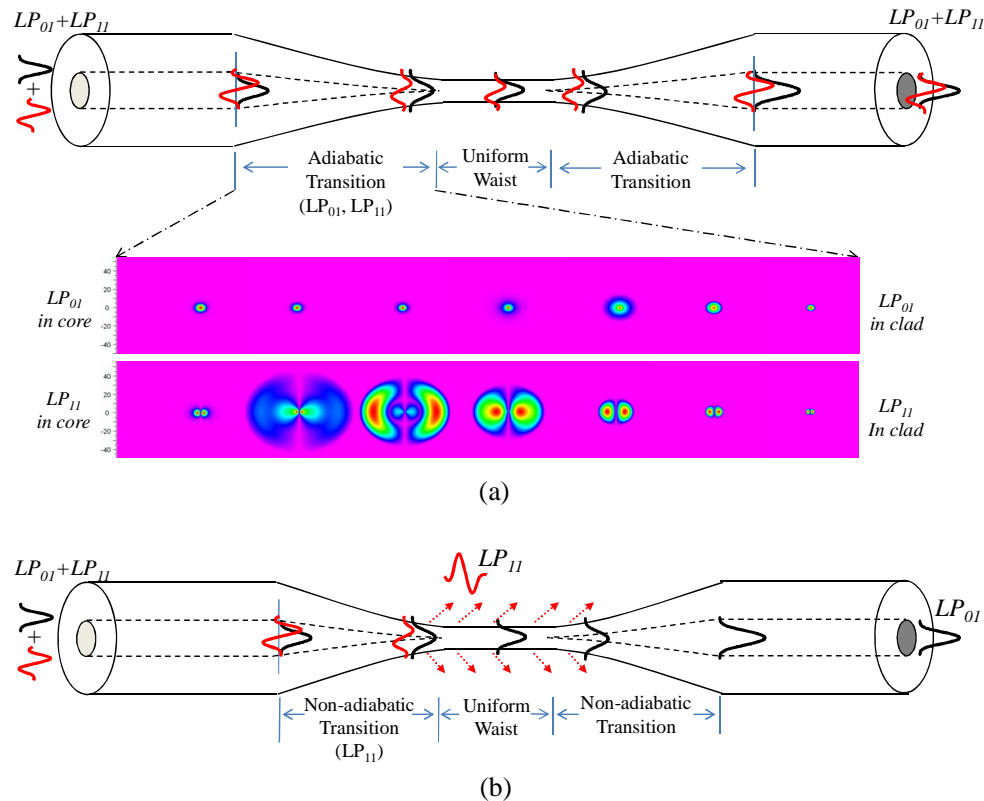 LP01+LP11
LP01+LP11
+
Adiabatic
Transition
(LP01, LP11)
Uniform
Waist
Adiabatic
Transition
LP01
in core
40
20
0
-20
-40
LP01
in clad
LP11
in core
40
20
0
-20
-40
LP11
In clad
(a)
LP01+LP11
+
LP11
LP01
Non-adiabatic
Transition
(LP11)
Uniform
Waist
Non-adiabatic
Transition
(b)